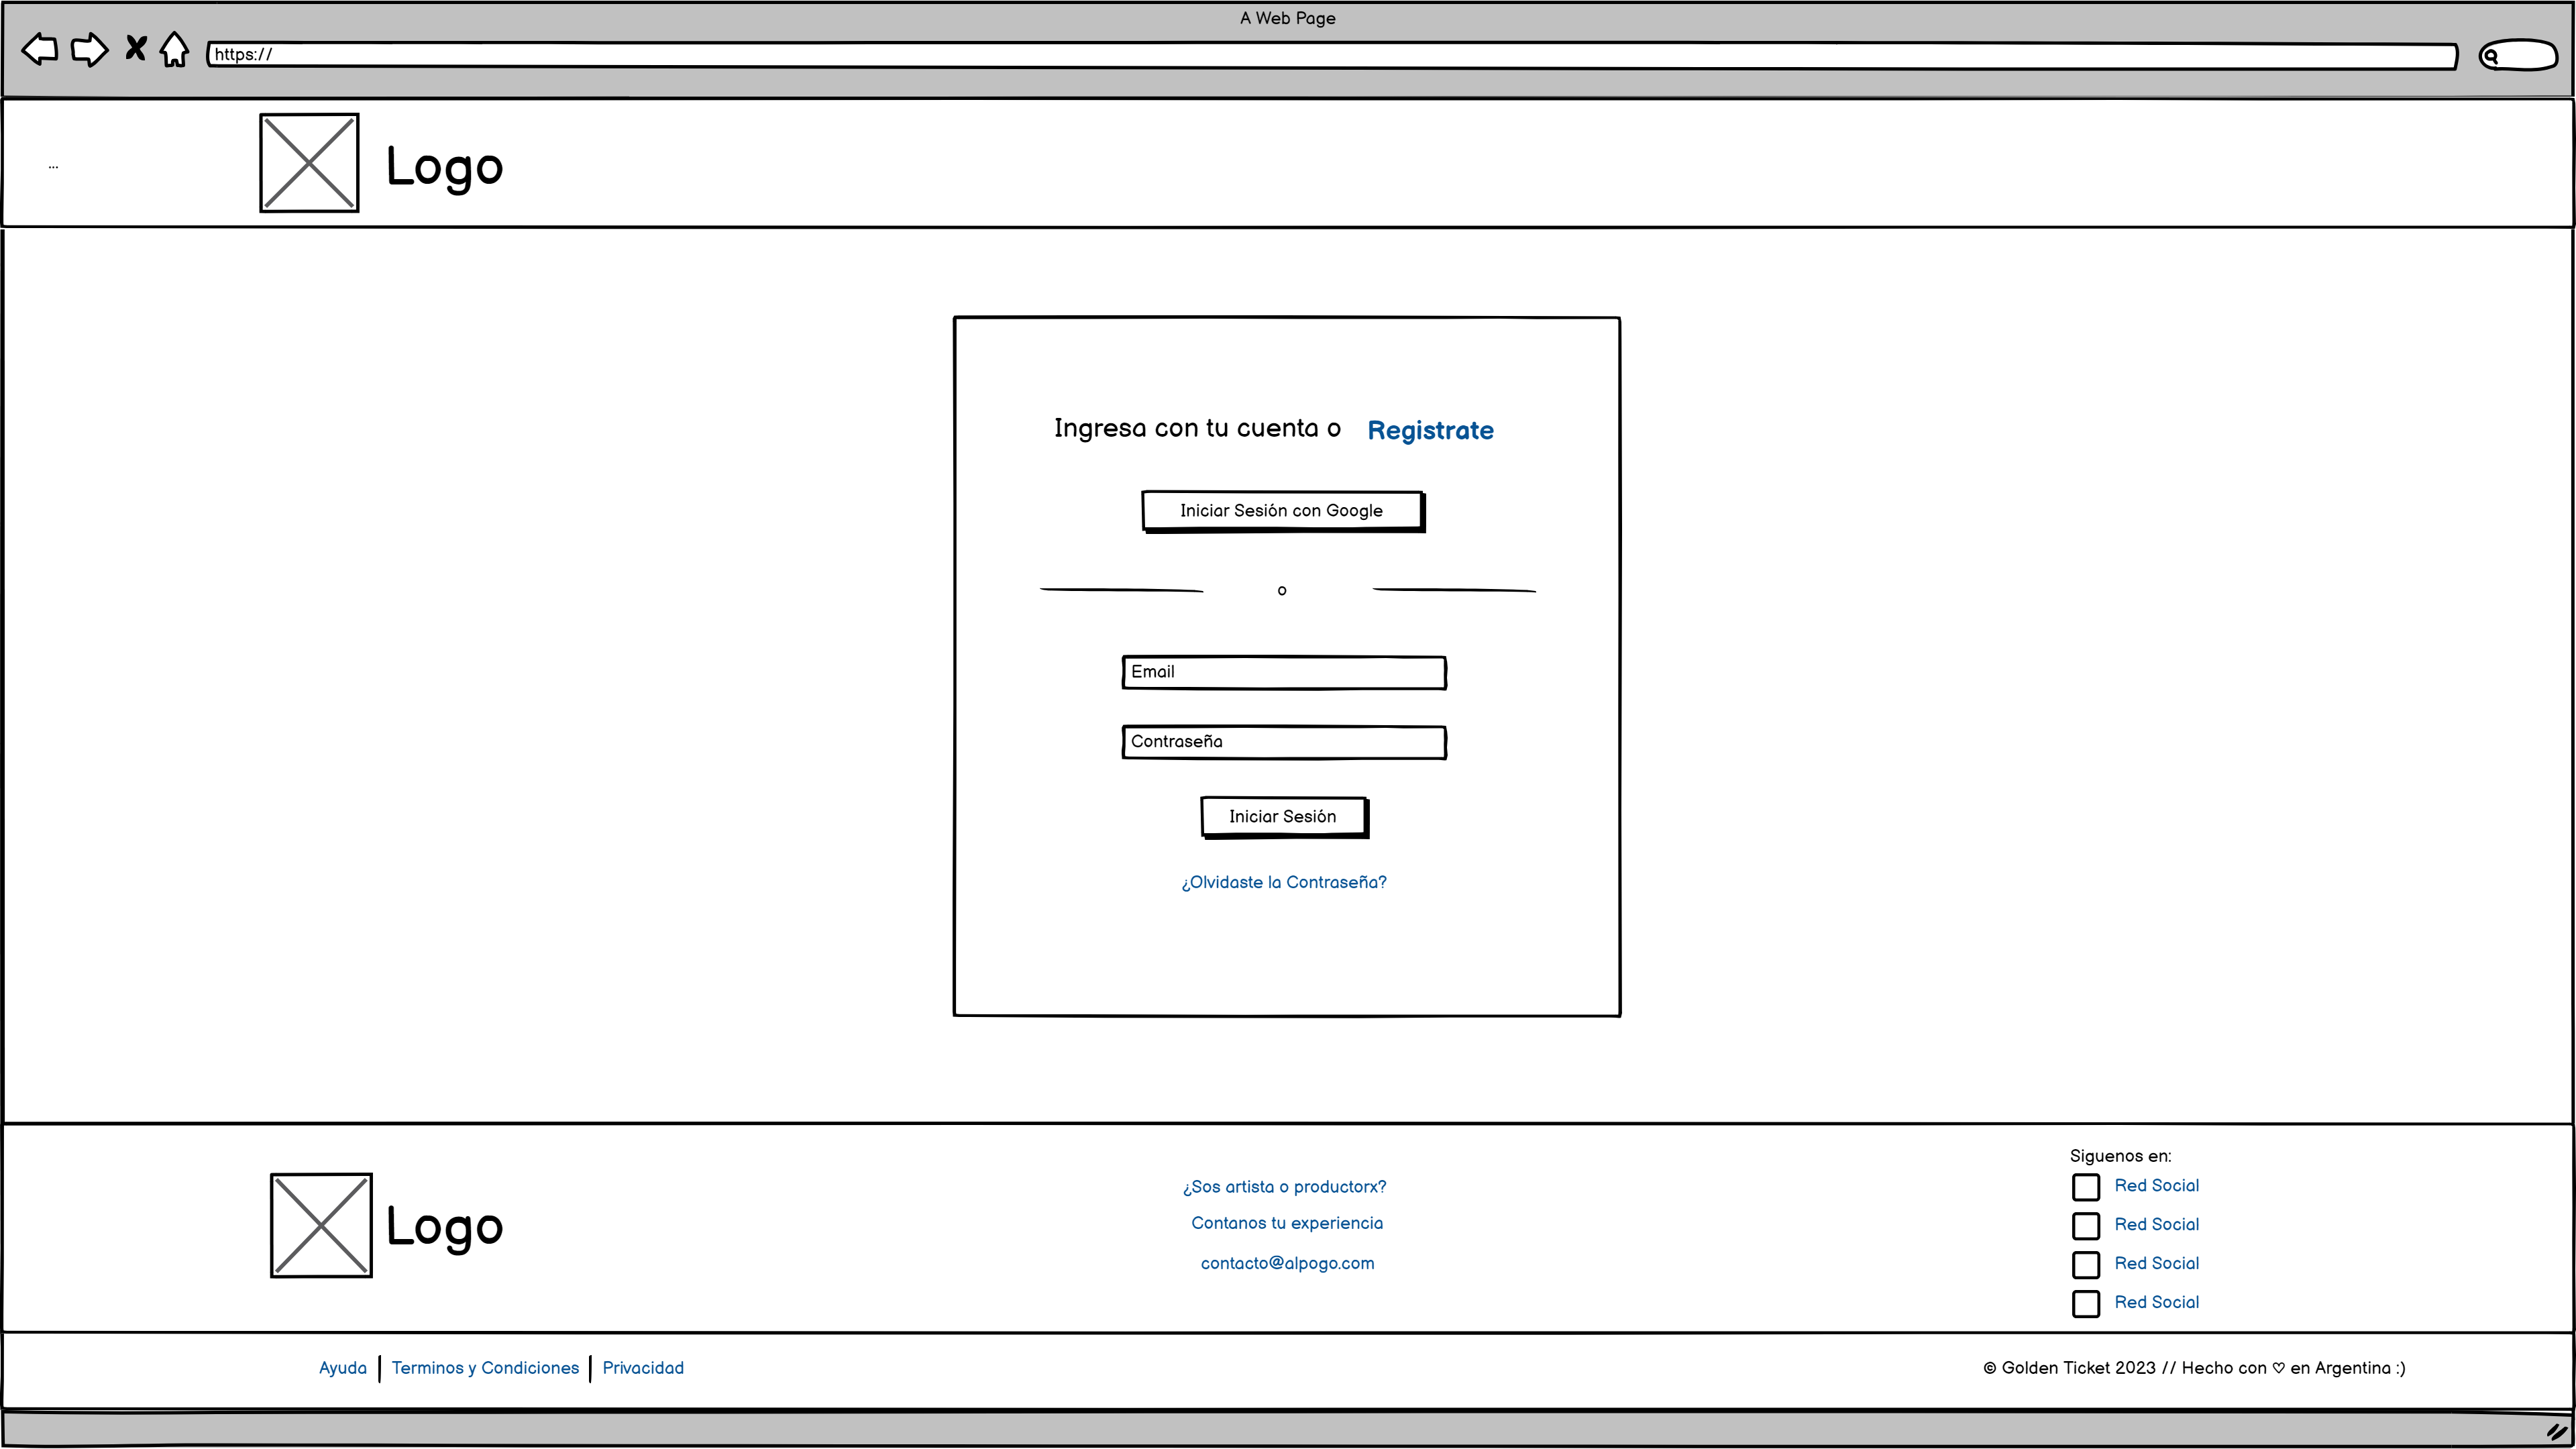 A Web Page
https://
...
Logo
Ingresa con tu cuenta o Registrate
Iniciar Sesión con Google
o
Email
Contraseña
Iniciar Sesión
¿Olvidaste la Contraseña?
Logo
¿Sos artista o productorx?
Contanos tu experiencia
contacto@alpogo.com
Siguenos en:
Red Social
Red Social
Red Social
Red Social
Ayuda | Terminos y Condiciones | Privacidad
© Golden Ticket 2023 // Hecho con ♡ en Argentina :)